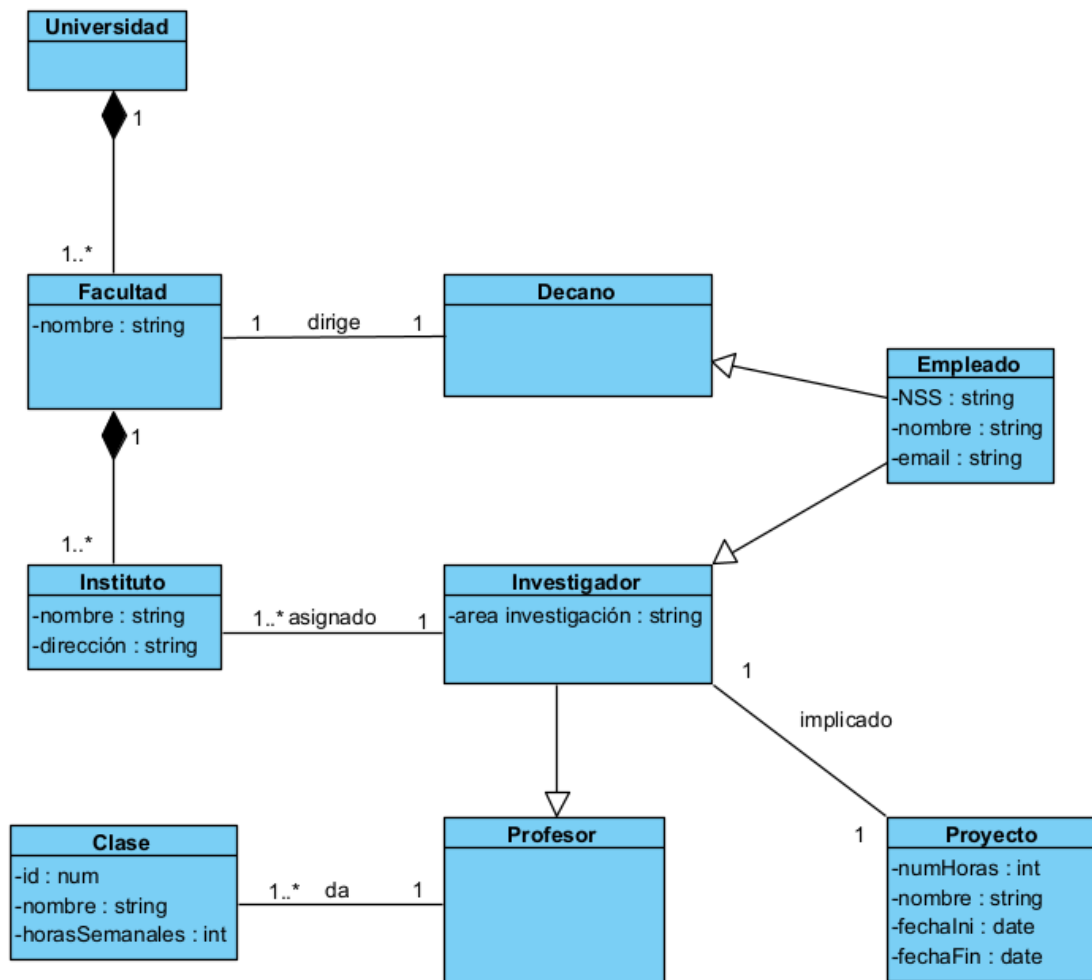 Universidad
1
1..*
Facultad
-nombre : string
1 dirige 1
Decano
Empleado
-NSS : string
-nombre : string
-email : string
1
1..*
Instituto
-nombre : string
-dirección : string
1..* asignado 1
Investigador
-area investigación : string
1
implicado
1
Clase
-id : num
-nombre : string
-horasSemanales : int
1..* da 1
Profesor
Proyecto
-numHoras : int
-nombre : string
-fechaIni : date
-fechaFin : date